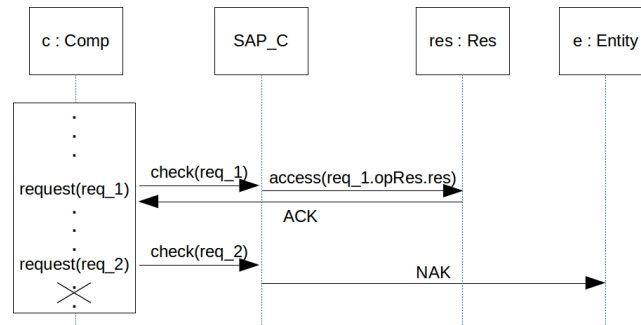 c : Comp
SAP_C
res : Res
e : Entity
request(req_1)
check(req_1)
access(req_1.opRes.res)
ACK
request(req_2)
check(req_2)
NAK